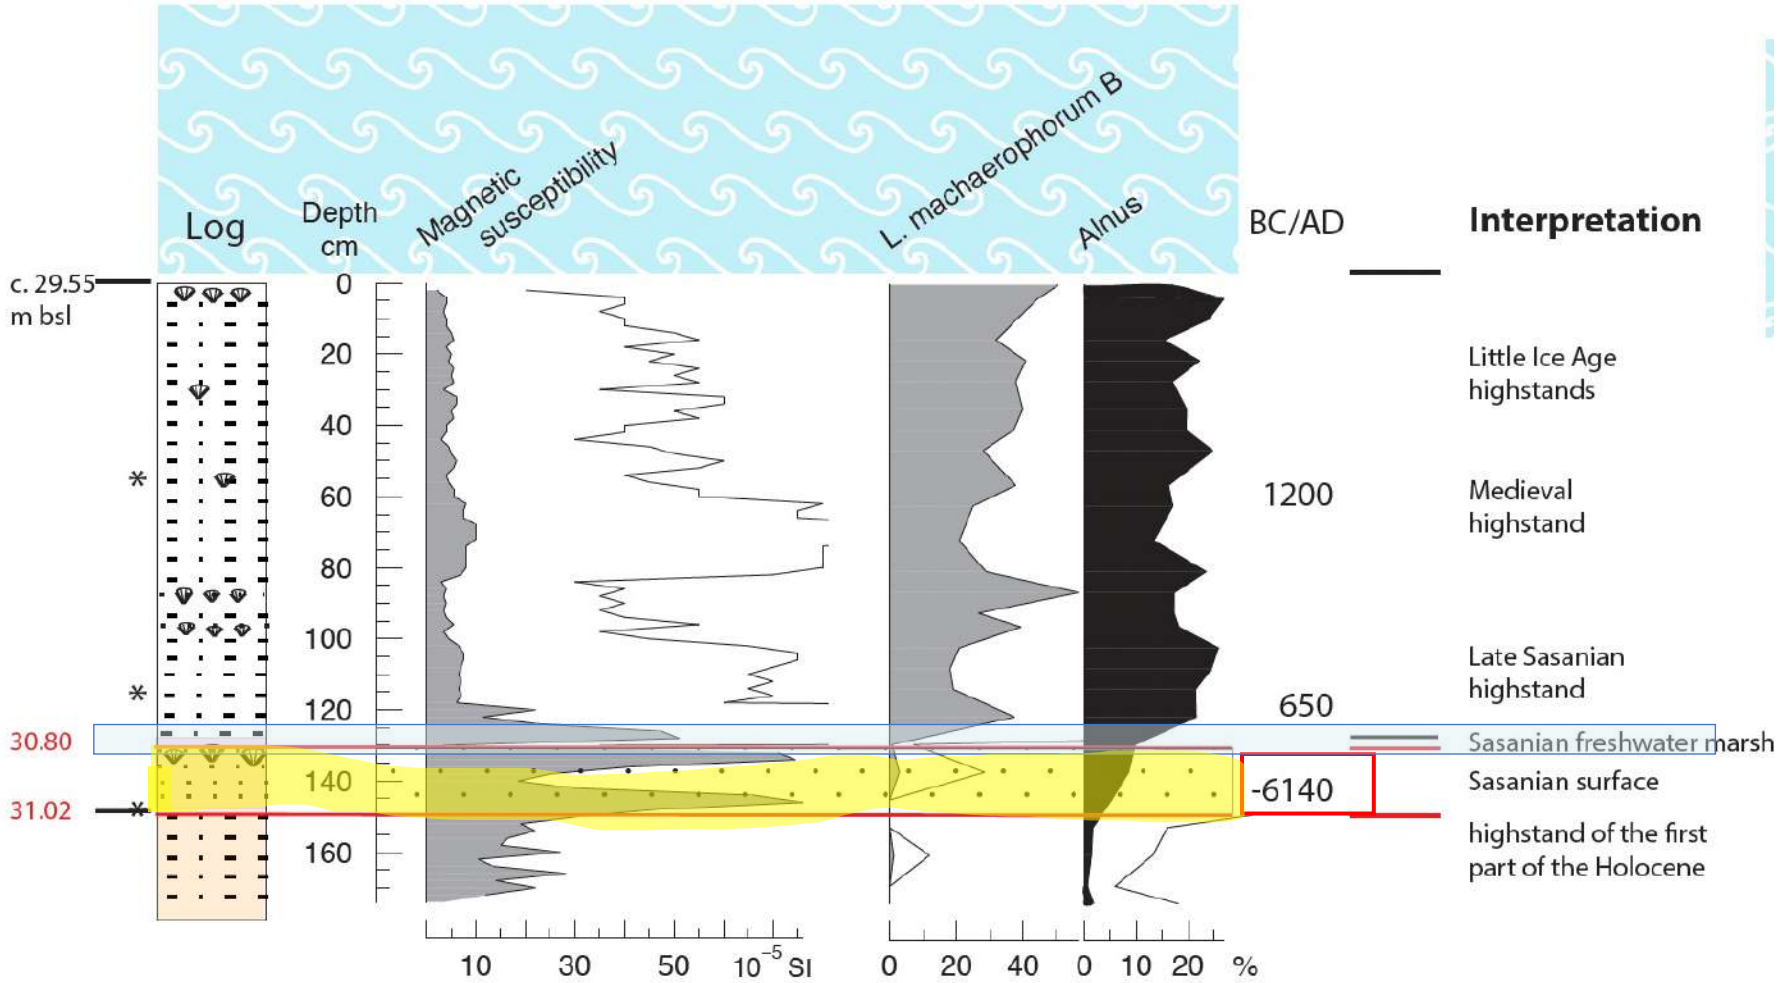 Log
Depth
cm
Magnetic
susceptibility
L. machaerophorum B
Alnus
BC/AD
Interpretation
c. 29.55
m bsl
0
20
40
60
80
100
120
140
160
*
*
*
30.80
31.02
1200
650
-6140
Little Ice Age
highstands
Medieval
highstand
Late Sasanian
highstand
Sasanian freshwater marsh
Sasanian surface
highstand of the first
part of the Holocene
10 30 50 10⁻⁵ SI
0 20 40
0 10 20 %